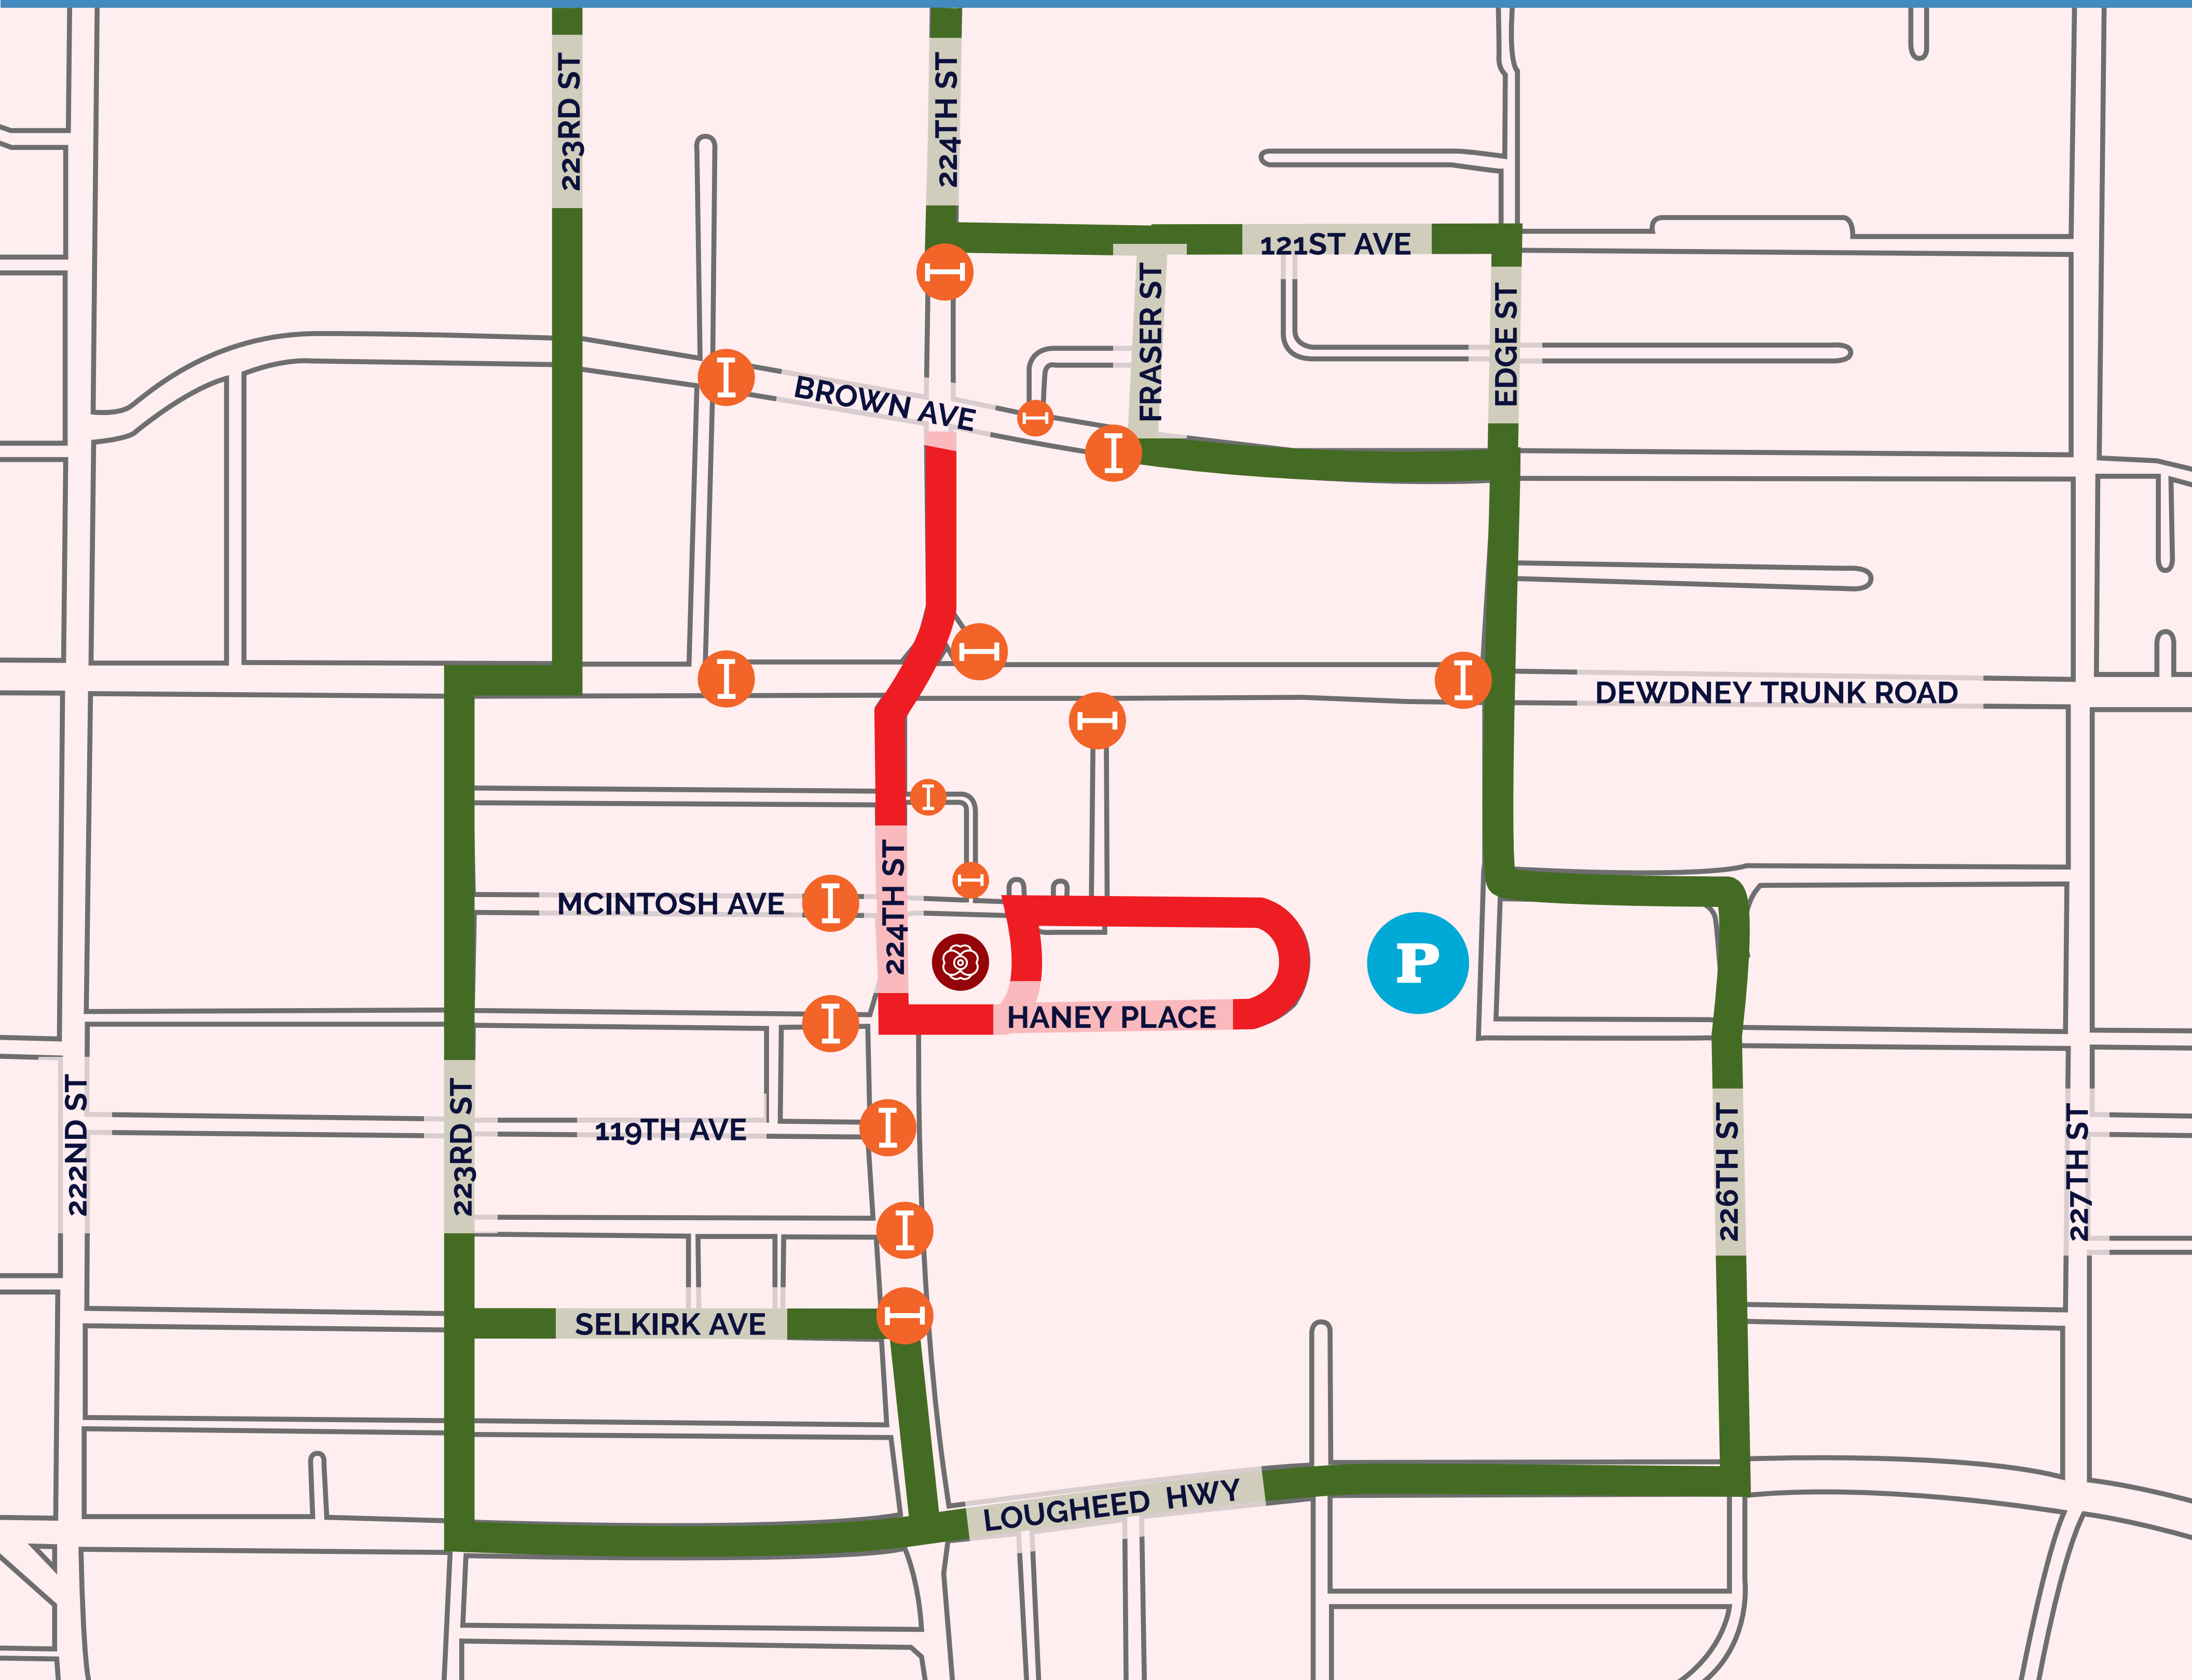 223RD ST
224TH ST
121ST AVE
FRASER ST
EDGE ST
BROWN AVE
DEWDNEY TRUNK ROAD
MCINTOSH AVE
224TH ST
P
HANEY PLACE
222ND ST
223RD ST
119TH AVE
226TH ST
227TH ST
SELKIRK AVE
LOUGHEED HWY